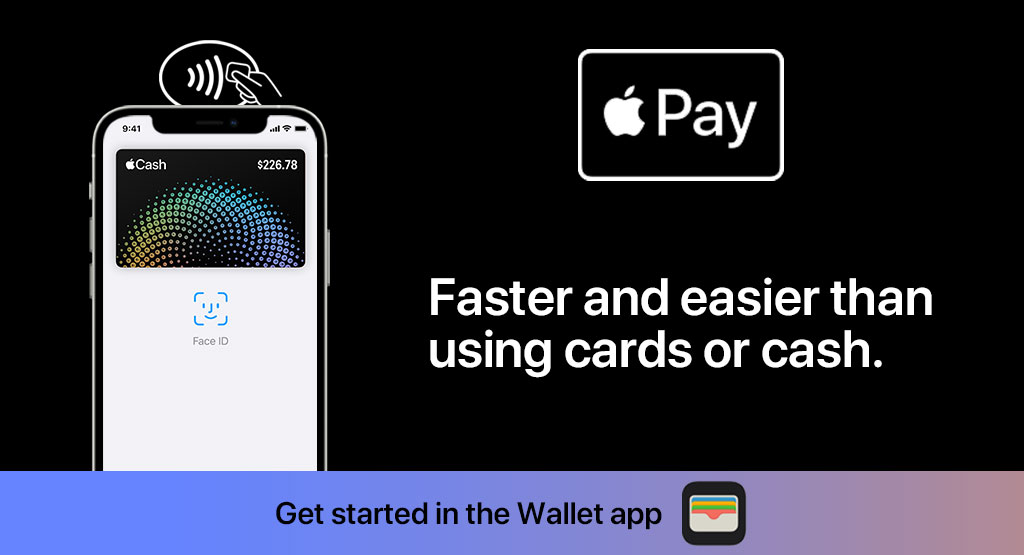 9:41
Cash $226.78
Face ID
Pay
Faster and easier than
using cards or cash.
Get started in the Wallet app